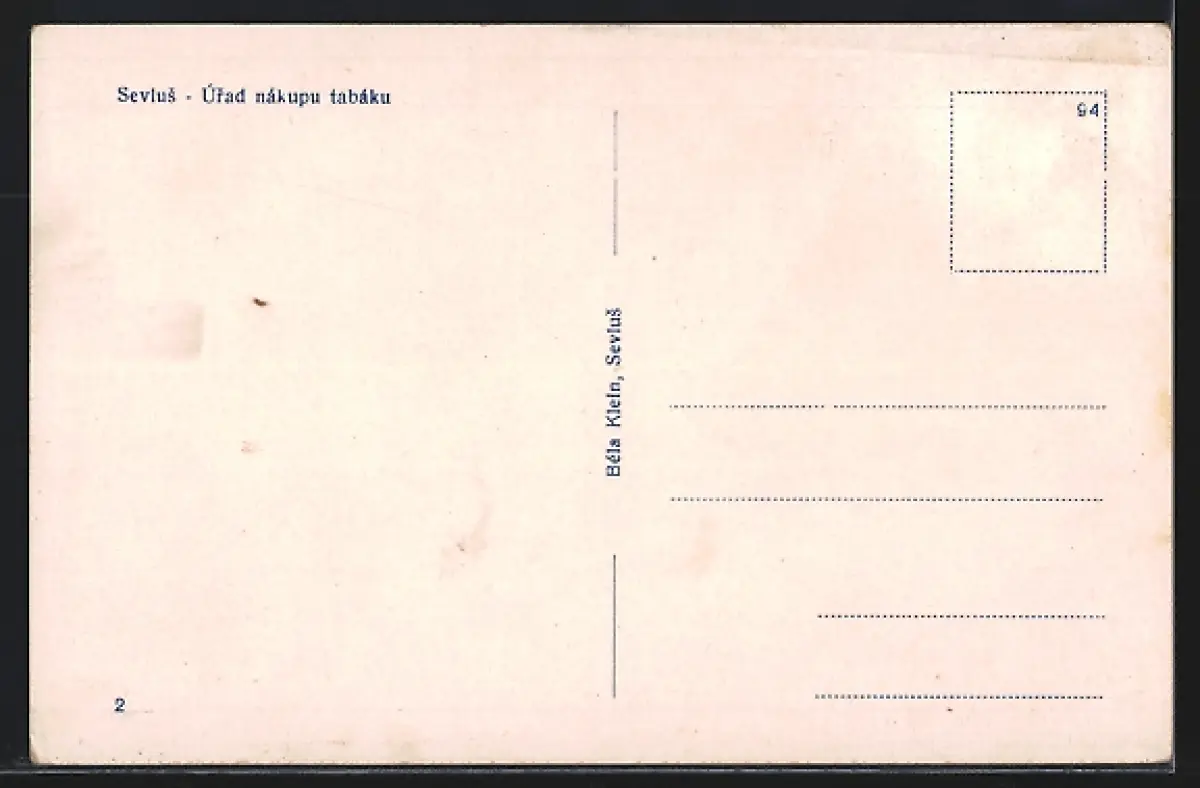 Sevluš - Úřad nákupu tabáku
94
Béla Klein, Sevluš
2